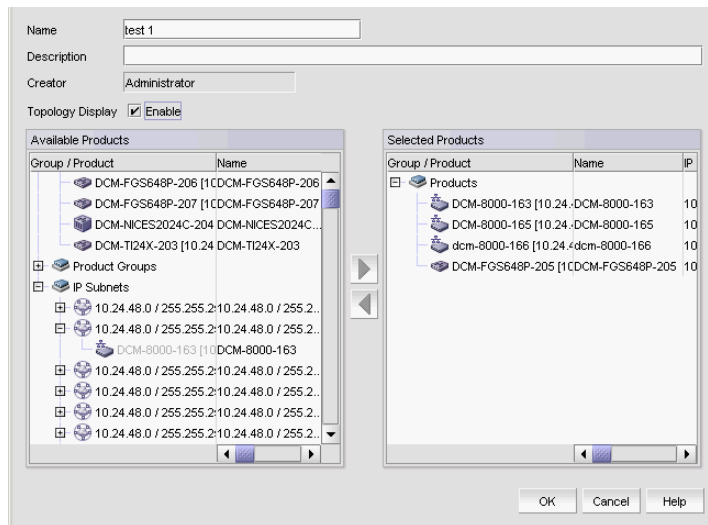 Name test 1
Description
Creator Administrator
Topology Display Enable
Available Products
Group / Product Name
DCM-FGS648P-206 [10 DCM-FGS648P-206
DCM-FGS648P-207 [10 DCM-FGS648P-207
DCM-NICES2024C-204 DCM-NICES2024C...
DCM-TI24X-203 [10.24 DCM-TI24X-203
Product Groups
IP Subnets
10.24.48.0 / 255.255.2 10.24.48.0 / 255.2...
10.24.48.0 / 255.255.2 10.24.48.0 / 255.2...
DCM-8000-163 [10 DCM-8000-163
10.24.48.0 / 255.255.2 10.24.48.0 / 255.2...
10.24.48.0 / 255.255.2 10.24.48.0 / 255.2...
10.24.48.0 / 255.255.2 10.24.48.0 / 255.2...
10.24.48.0 / 255.255.2 10.24.48.0 / 255.2...
Selected Products
Group / Product Name IP
Products
DCM-8000-163 [10.24. DCM-8000-163 10
DCM-8000-165 [10.24. DCM-8000-165 10
dcm-8000-166 [10.24.4 dcm-8000-166 10
DCM-FGS648P-205 [10 DCM-FGS648P-205 10
OK Cancel Help